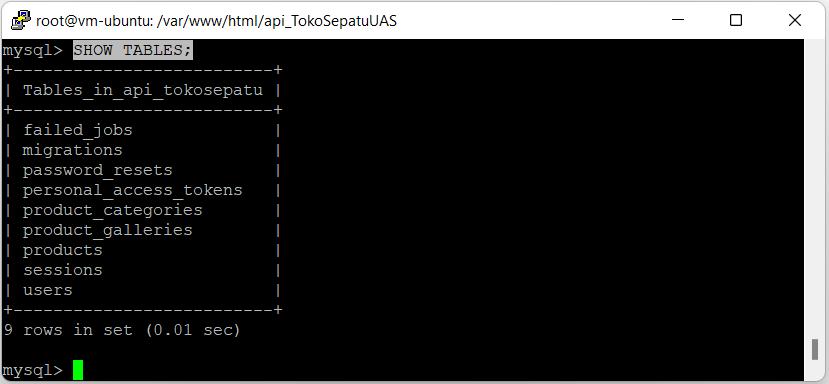 root@vm-ubuntu: /var/www/html/api_TokoSepatuUAS
mysql> SHOW TABLES;
+--------------------------+
| Tables_in_api_tokosepatu |
+--------------------------+
| failed_jobs              |
| migrations               |
| password_resets          |
| personal_access_tokens   |
| product_categories       |
| product_galleries        |
| products                 |
| sessions                 |
| users                    |
+--------------------------+
9 rows in set (0.01 sec)
mysql>